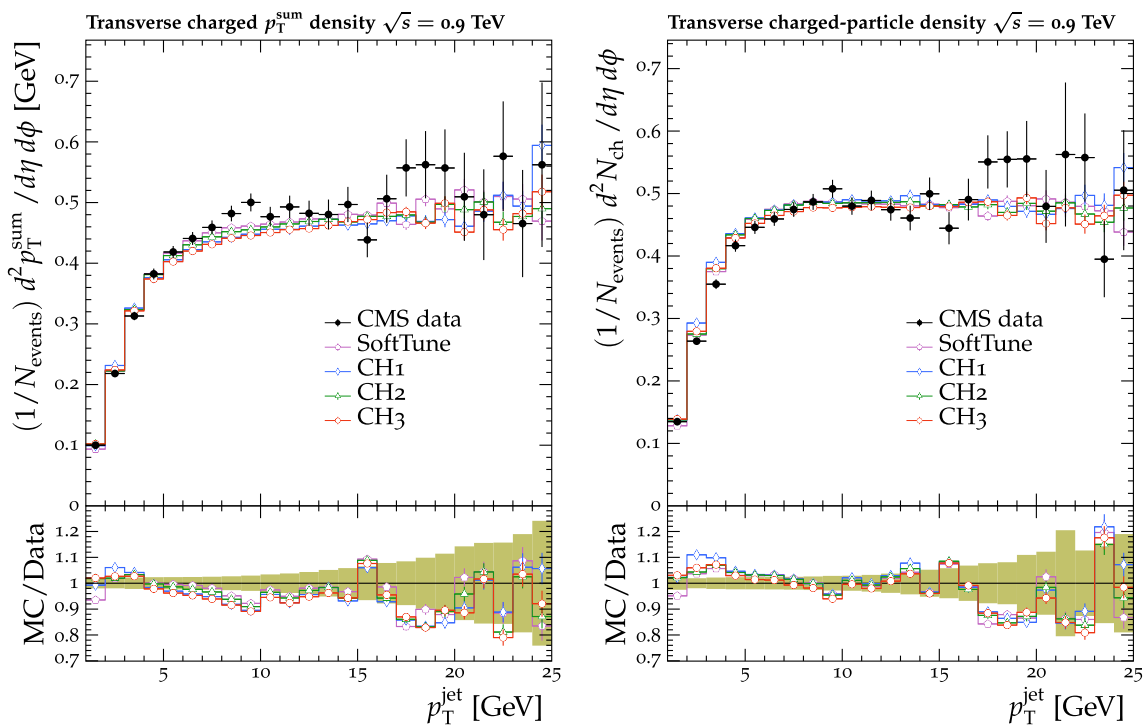 Transverse charged p_T^sum density √s = 0.9 TeV
(1/N_events) d²p_T^sum/dη dϕ [GeV]
0.7
0.6
0.5
0.4
0.3
0.2
0.1
0
CMS data
SoftTune
CH1
CH2
CH3
MC/Data
1.2
1.1
1
0.9
0.8
0.7
5 10 15 20 25
p_T^jet [GeV]
Transverse charged-particle density √s = 0.9 TeV
(1/N_events) d²N_ch/dη dϕ
0.7
0.6
0.5
0.4
0.3
0.2
0.1
0
CMS data
SoftTune
CH1
CH2
CH3
MC/Data
1.2
1.1
1
0.9
0.8
0.7
5 10 15 20 25
p_T^jet [GeV]